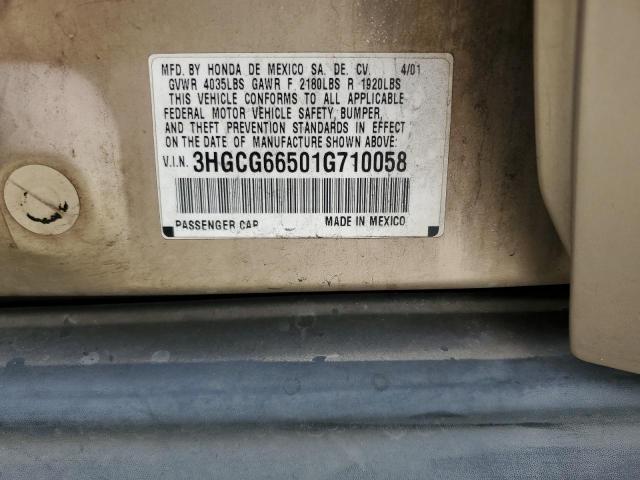 MFD. BY HONDA DE MEXICO SA. DE. CV. 4/01
GVWR 4035LBS GAWR F 2180LBS R 1920LBS
THIS VEHICLE CONFORMS TO ALL APPLICABLE
FEDERAL MOTOR VEHICLE SAFETY, BUMPER,
AND THEFT PREVENTION STANDARDS IN EFFECT
ON THE DATE OF MANUFACTURE SHOWN ABOVE:
V.I.N. 3HGCG66501G710058
PASSENGER CAR MADE IN MEXICO